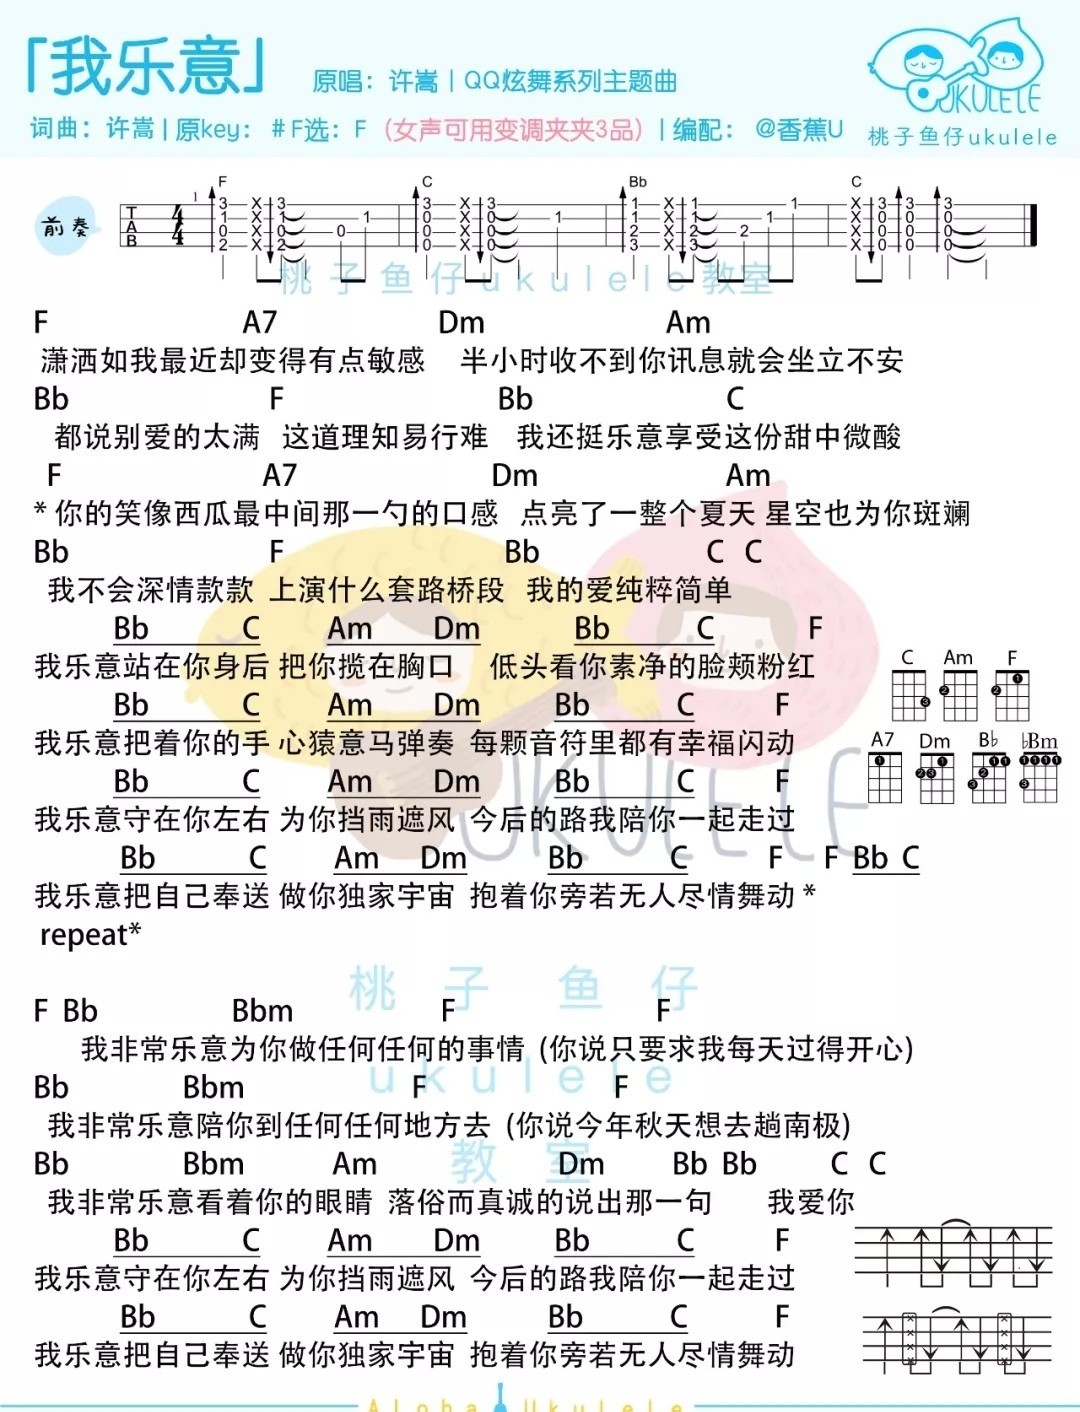 「我乐意」
原唱：许嵩 | QQ炫舞系列主题曲
词曲：许嵩 | 原key：#F选：F（女声可用变调夹夹3品）| 编配：@香蕉U
UKULELE
桃子鱼仔ukulele
前奏
F C Bb C
桃子鱼仔ukulele教室
F A7 Dm Am
潇洒如我最近却变得有点敏感 半小时收不到你讯息就会坐立不安
Bb F Bb C
都说别爱的太满 这道理知易行难 我还挺乐意享受这份甜中微酸
F A7 Dm Am
* 你的笑像西瓜最中间那一勺的口感 点亮了一整个夏天 星空也为你斑斓
Bb F Bb C C
我不会深情款款 上演什么套路桥段 我的爱纯粹简单
Bb C Am Dm Bb C F
我乐意站在你身后 把你揽在胸口 低头看你素净的脸颊粉红
C Am F
Bb C Am Dm Bb C F
我乐意把着你的手 心猿意马弹奏 每颗音符里都有幸福闪动
A7 Dm B♭ ♭Bm
Bb C Am Dm Bb C F
我乐意守在你左右 为你挡雨遮风 今后的路我陪你一起走过
UKULELE
Bb C Am Dm Bb C F F Bb C
我乐意把自己奉送 做你独家宇宙 抱着你旁若无人尽情舞动 *
repeat*
桃子鱼仔
F Bb Bbm F F
我非常乐意为你做任何任何的事情 (你说只要求我每天过得开心)
ukulele
Bb Bbm F F
我非常乐意陪你到任何任何地方去 (你说今年秋天想去趟南极)
教室
Bb Bbm Am Dm Bb Bb C C
我非常乐意看着你的眼睛 落俗而真诚的说出那一句 我爱你
Bb C Am Dm Bb C F
我乐意守在你左右 为你挡雨遮风 今后的路我陪你一起走过
Bb C Am Dm Bb C F
我乐意把自己奉送 做你独家宇宙 抱着你旁若无人尽情舞动
Aloha Ukulele